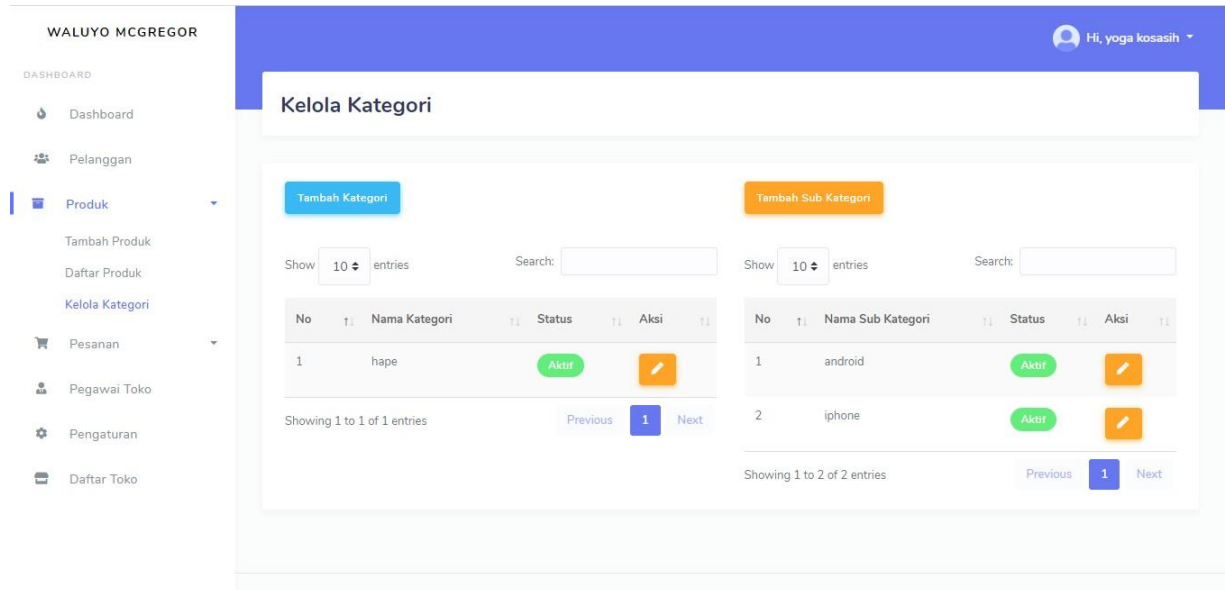 WALUYO MCGREGOR
Hi, yoga kosasih
DASHBOARD
Dashboard
Pelanggan
Produk
Tambah Produk
Daftar Produk
Kelola Kategori
Pesanan
Pegawai Toko
Pengaturan
Daftar Toko
Kelola Kategori
Tambah Kategori
Show 10 entries
Search:
No Nama Kategori Status Aksi
1 hape Aktif
Showing 1 to 1 of 1 entries
Previous 1 Next
Tambah Sub Kategori
Show 10 entries
Search:
No Nama Sub Kategori Status Aksi
1 android Aktif
2 iphone Aktif
Showing 1 to 2 of 2 entries
Previous 1 Next